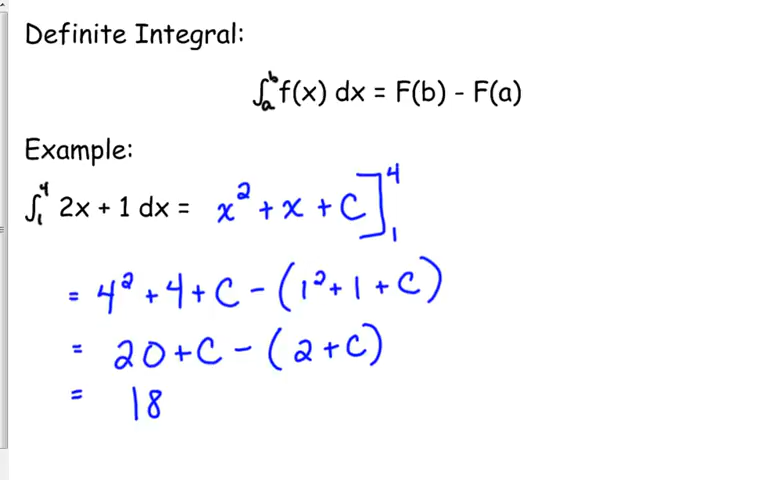 Definite Integral:
∫ₐᵇ f(x) dx = F(b) - F(a)
Example:
∫₁⁴ 2x + 1 dx = x² + x + C]₁⁴
= 4² + 4 + C - (1² + 1 + C)
= 20 + C - (2 + C)
= 18